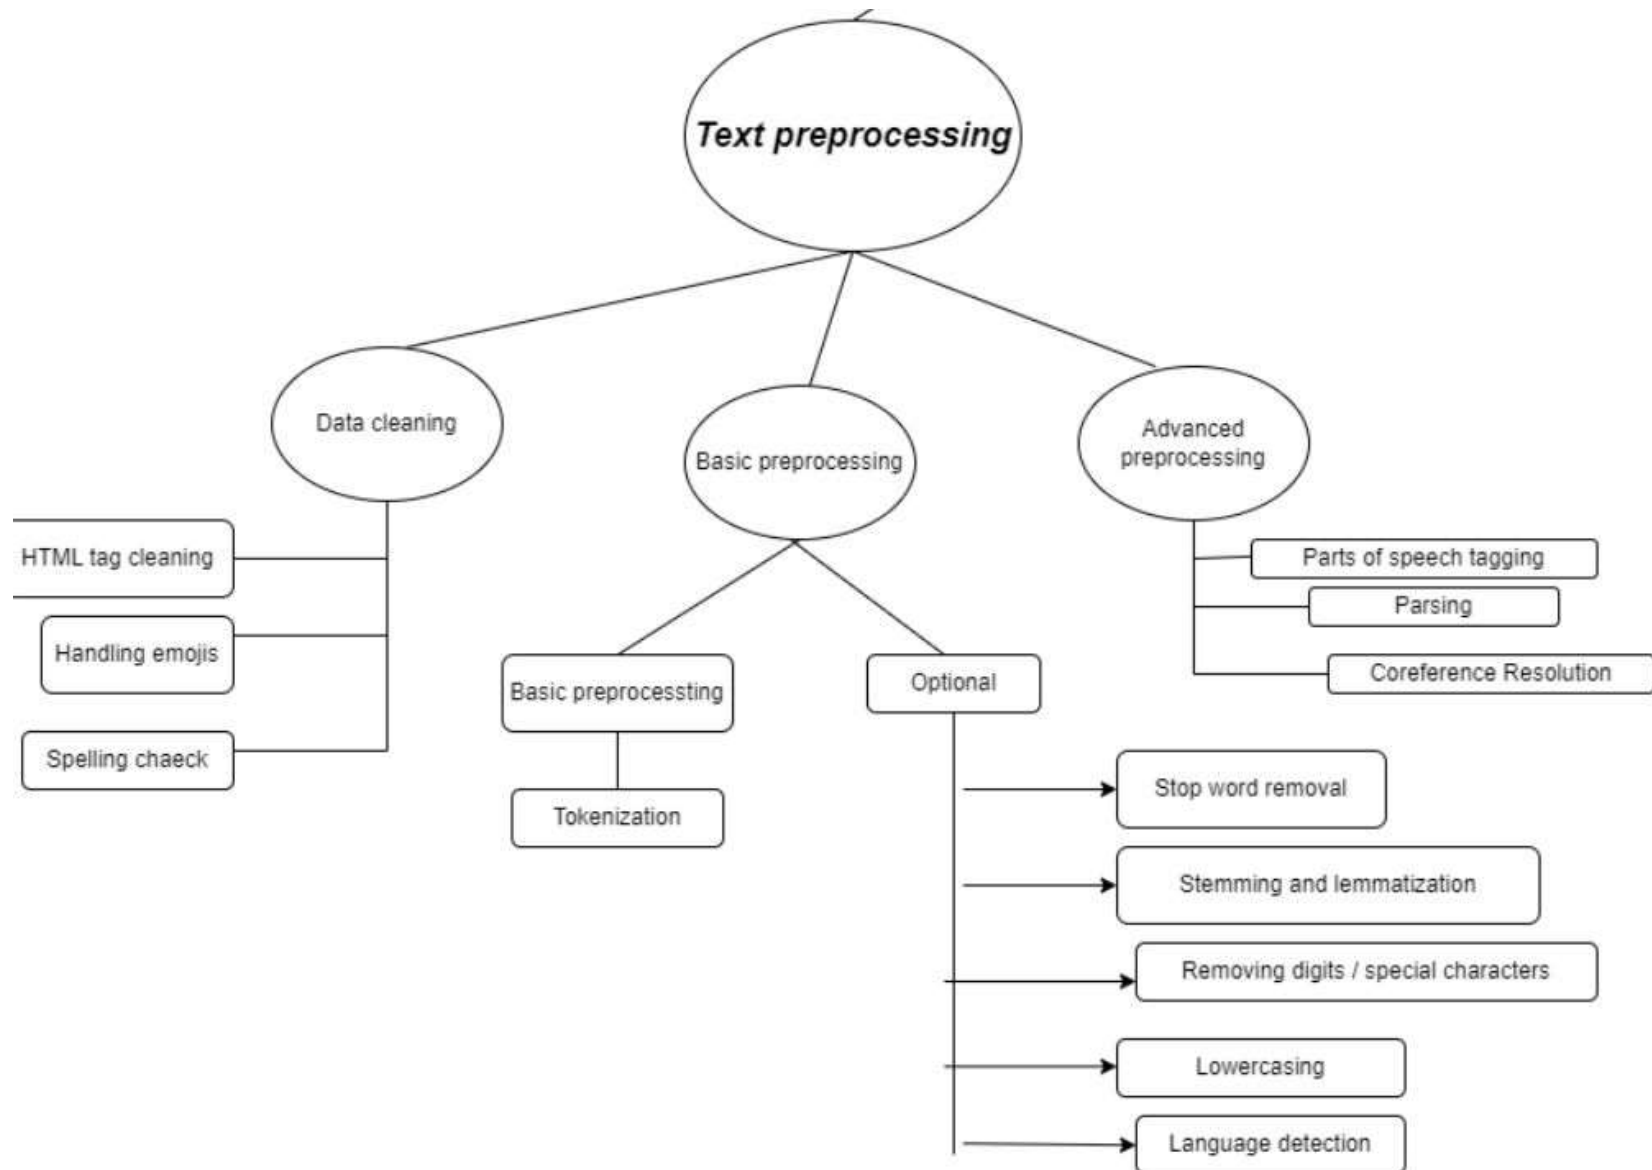 Text preprocessing
Data cleaning
Basic preprocessing
Advanced
preprocessing
HTML tag cleaning
Handling emojis
Spelling chaeck
Basic preprocessting
Tokenization
Optional
Parts of speech tagging
Parsing
Coreference Resolution
Stop word removal
Stemming and lemmatization
Removing digits / special characters
Lowercasing
Language detection